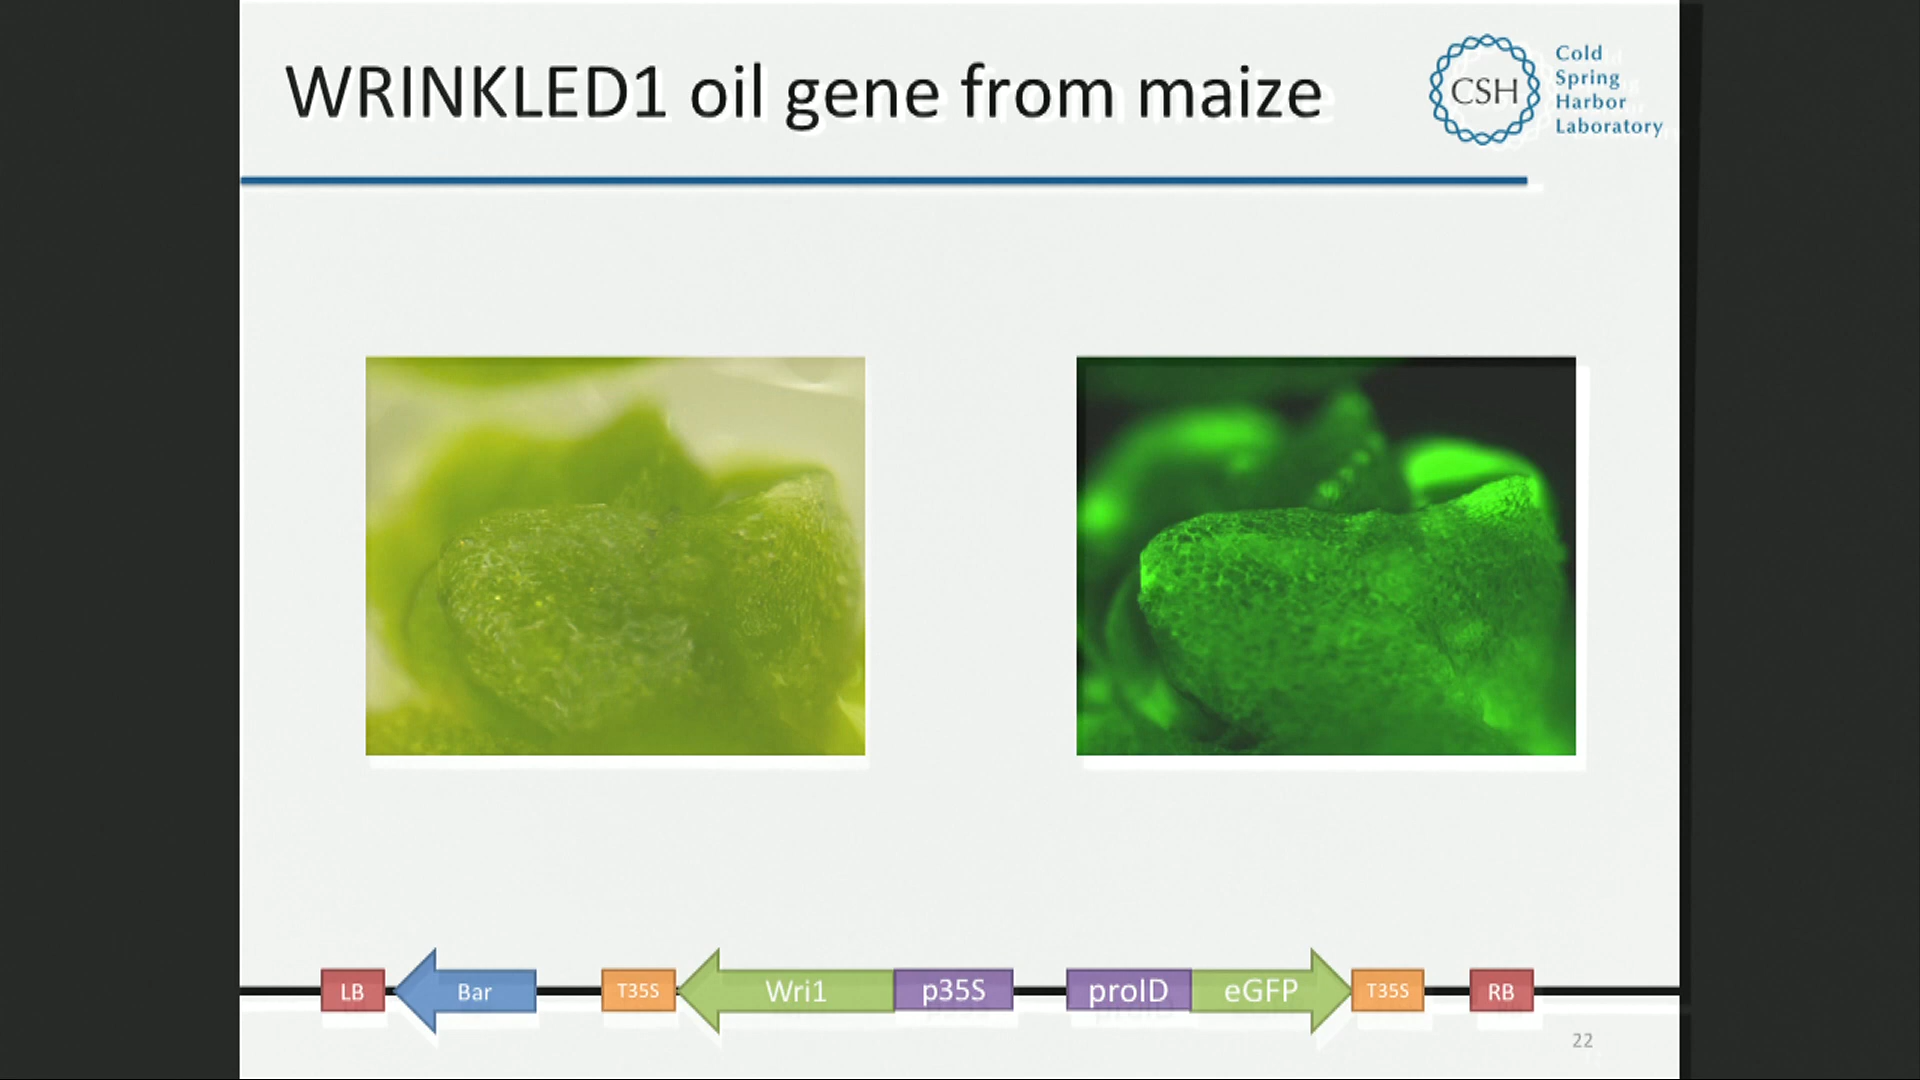 WRINKLED1 oil gene from maize
CSH
Cold
Spring
Harbor
Laboratory
LB
Bar
T35S
Wri1
p35S
proID
eGFP
T35S
RB
22